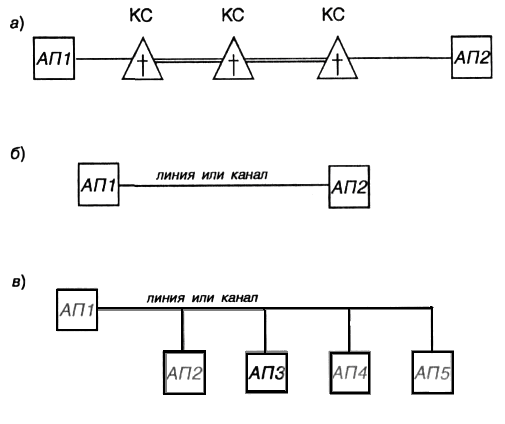 а)
КС КС КС
АП1 АП2
б)
АП1 линия или канал АП2
в)
АП1 линия или канал
АП2 АП3 АП4 АП5